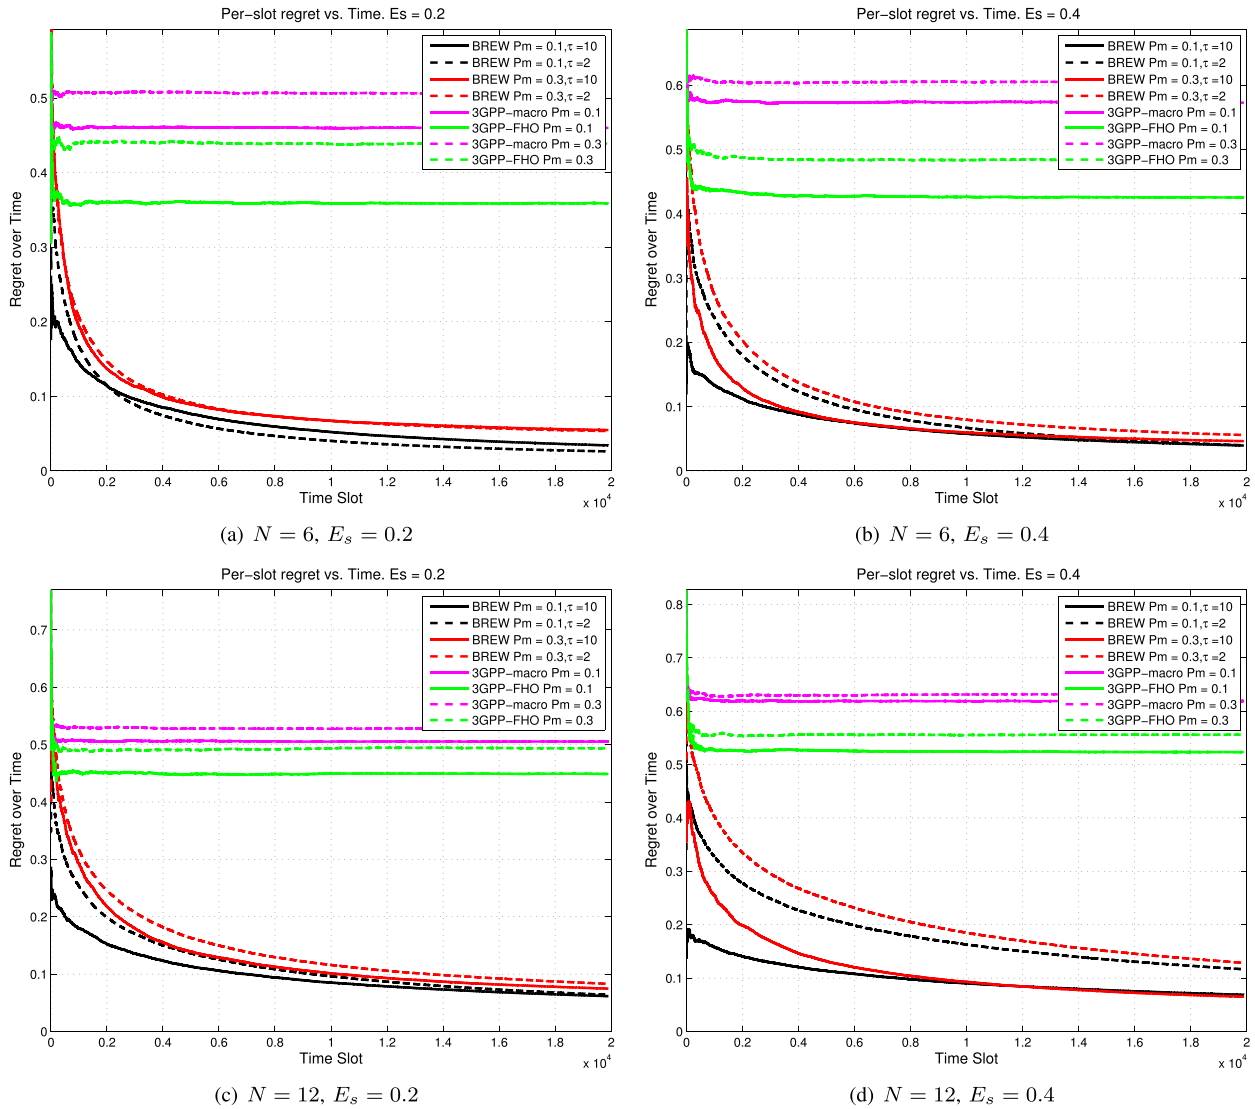 Per-slot regret vs. Time. Es = 0.2
BREW Pm = 0.1,τ =10
BREW Pm = 0.1,τ =2
BREW Pm = 0.3,τ =10
BREW Pm = 0.3,τ =2
3GPP-macro Pm = 0.1
3GPP-FHO Pm = 0.1
3GPP-macro Pm = 0.3
3GPP-FHO Pm = 0.3
Regret over Time
0.5
0.4
0.3
0.2
0.1
0
0 0.2 0.4 0.6 0.8 1 1.2 1.4 1.6 1.8 2
Time Slot
x 10^4
(a) N = 6, E_s = 0.2
Per-slot regret vs. Time. Es = 0.4
BREW Pm = 0.1,τ =10
BREW Pm = 0.1,τ =2
BREW Pm = 0.3,τ =10
BREW Pm = 0.3,τ =2
3GPP-macro Pm = 0.1
3GPP-FHO Pm = 0.1
3GPP-macro Pm = 0.3
3GPP-FHO Pm = 0.3
Regret over Time
0.6
0.5
0.4
0.3
0.2
0.1
0
0 0.2 0.4 0.6 0.8 1 1.2 1.4 1.6 1.8 2
Time Slot
x 10^4
(b) N = 6, E_s = 0.4
Per-slot regret vs. Time. Es = 0.2
BREW Pm = 0.1,τ =10
BREW Pm = 0.1,τ =2
BREW Pm = 0.3,τ =10
BREW Pm = 0.3,τ =2
3GPP-macro Pm = 0.1
3GPP-FHO Pm = 0.1
3GPP-macro Pm = 0.3
3GPP-FHO Pm = 0.3
Regret over Time
0.7
0.6
0.5
0.4
0.3
0.2
0.1
0
0 0.2 0.4 0.6 0.8 1 1.2 1.4 1.6 1.8 2
Time Slot
x 10^4
(c) N = 12, E_s = 0.2
Per-slot regret vs. Time. Es = 0.4
BREW Pm = 0.1,τ =10
BREW Pm = 0.1,τ =2
BREW Pm = 0.3,τ =10
BREW Pm = 0.3,τ =2
3GPP-macro Pm = 0.1
3GPP-FHO Pm = 0.1
3GPP-macro Pm = 0.3
3GPP-FHO Pm = 0.3
Regret over Time
0.8
0.7
0.6
0.5
0.4
0.3
0.2
0.1
0
0 0.2 0.4 0.6 0.8 1 1.2 1.4 1.6 1.8 2
Time Slot
x 10^4
(d) N = 12, E_s = 0.4